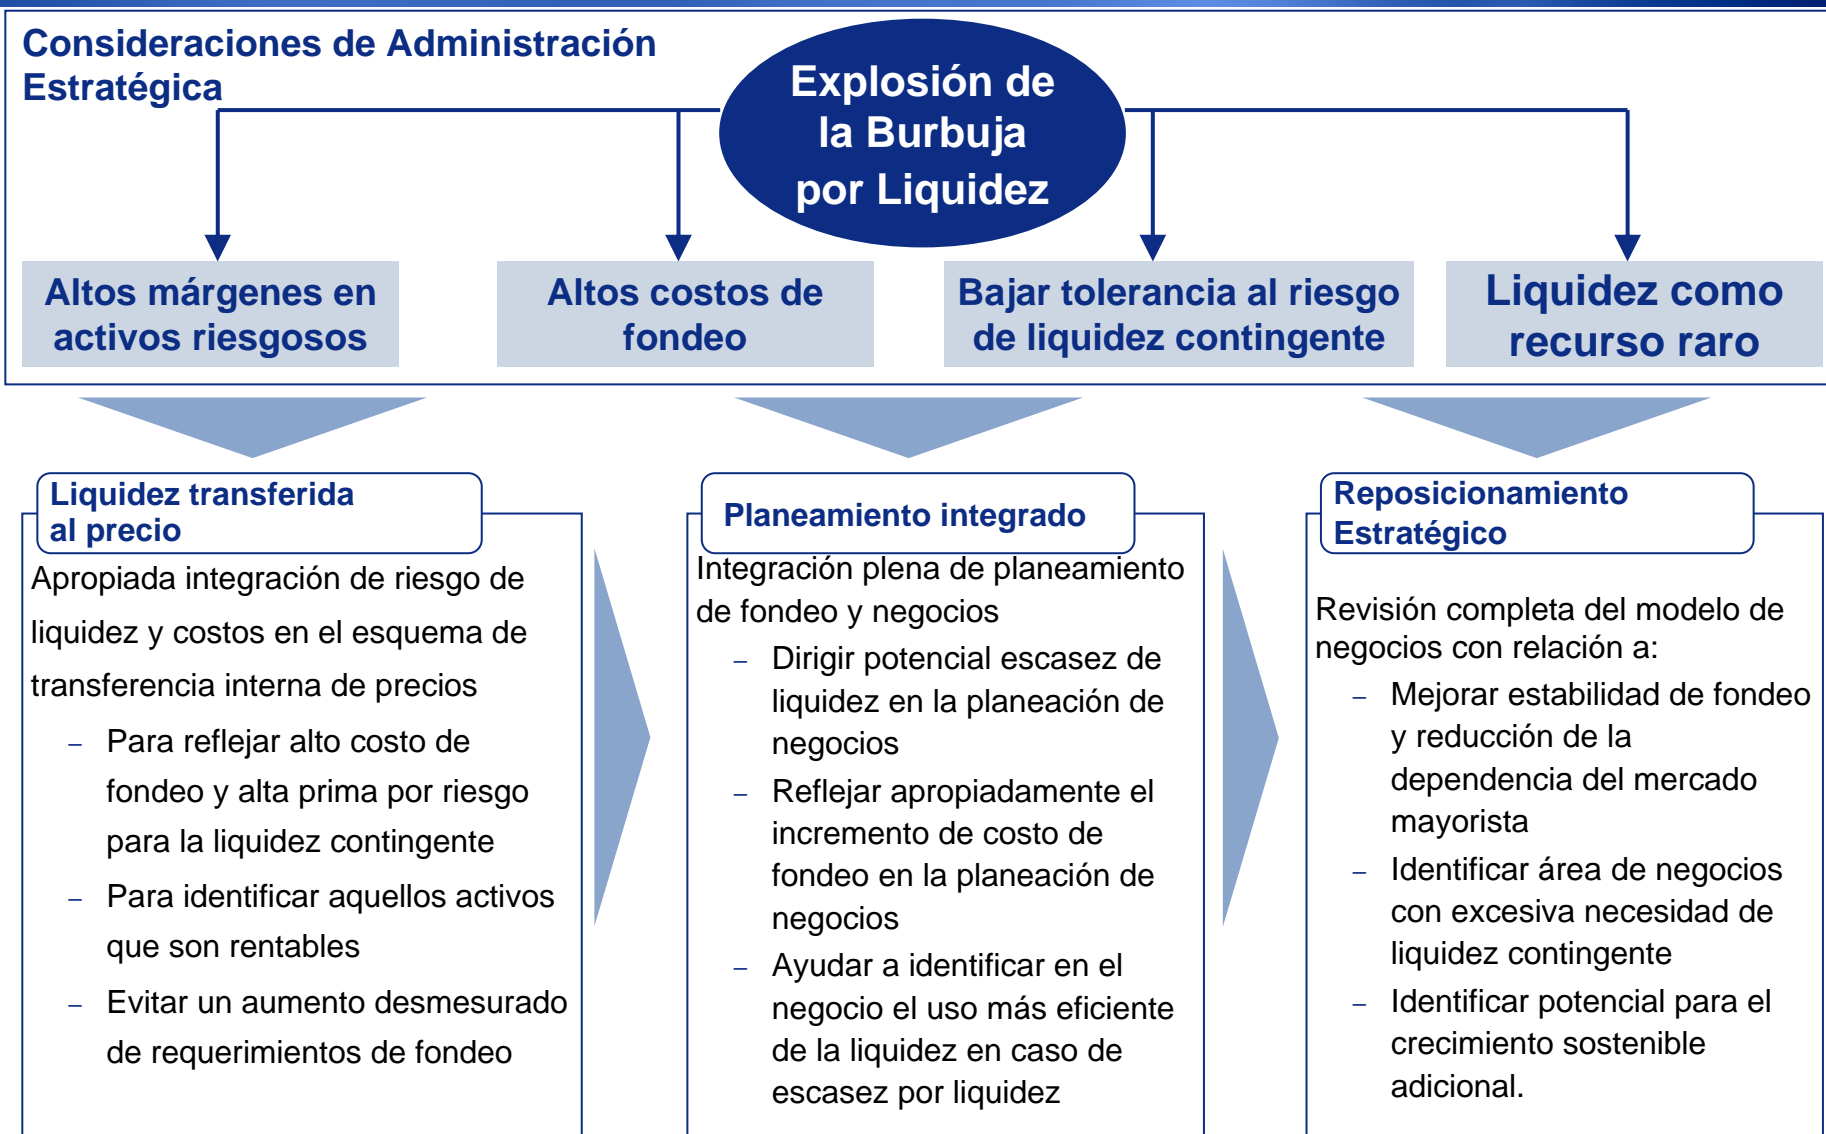 Consideraciones de Administración
Estratégica
Explosión de
la Burbuja
por Liquidez
Altos márgenes en
activos riesgosos
Altos costos de
fondeo
Bajar tolerancia al riesgo
de liquidez contingente
Liquidez como
recurso raro
Liquidez transferida
al precio
Apropiada integración de riesgo de
liquidez y costos en el esquema de
transferencia interna de precios
– Para reflejar alto costo de
fondeo y alta prima por riesgo
para la liquidez contingente
– Para identificar aquellos activos
que son rentables
– Evitar un aumento desmesurado
de requerimientos de fondeo
Planeamiento integrado
Integración plena de planeamiento
de fondeo y negocios
– Dirigir potencial escasez de
liquidez en la planeación de
negocios
– Reflejar apropiadamente el
incremento de costo de
fondeo en la planeación de
negocios
– Ayudar a identificar en el
negocio el uso más eficiente
de la liquidez en caso de
escasez por liquidez
Reposicionamiento
Estratégico
Revisión completa del modelo de
negocios con relación a:
– Mejorar estabilidad de fondeo
y reducción de la
dependencia del mercado
mayorista
– Identificar área de negocios
con excesiva necesidad de
liquidez contingente
– Identificar potencial para el
crecimiento sostenible
adicional.